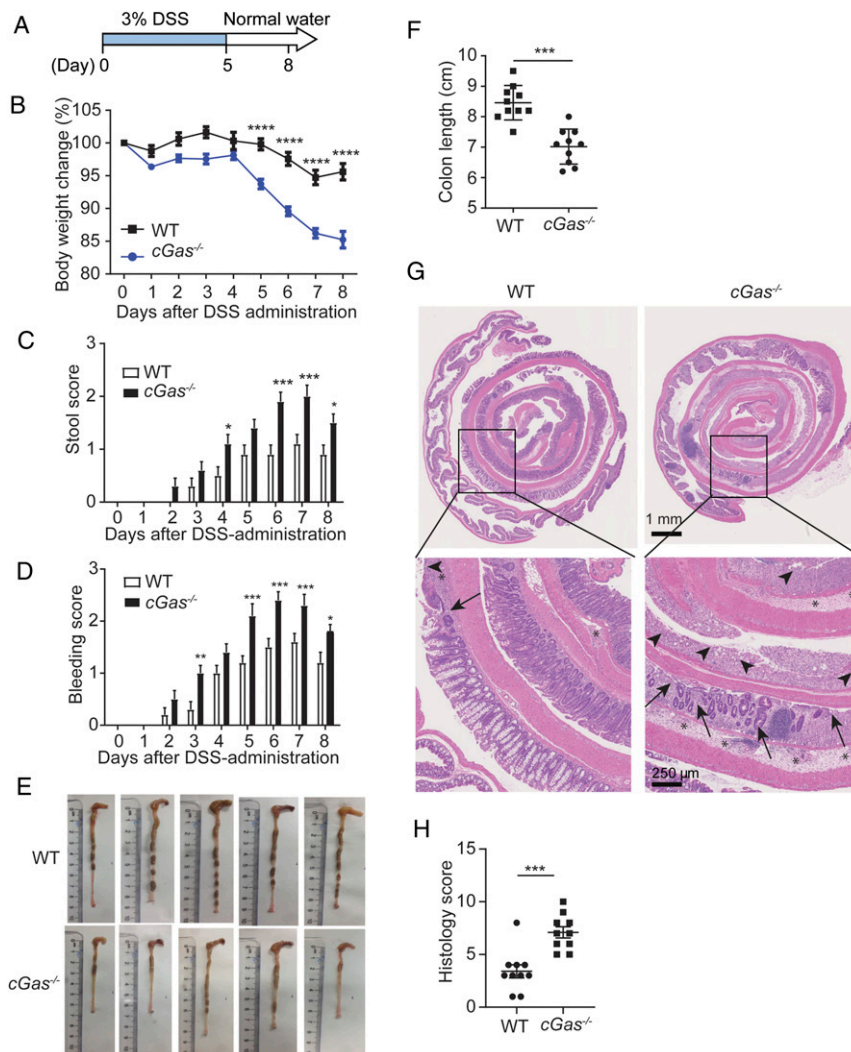 A
3% DSS Normal water
(Day) 0 5 8
B
Body weight change (%)
105
100
95
90
85
80
**** **** **** ****
WT
cGas-/-
0 1 2 3 4 5 6 7 8
Days after DSS administration
C
Stool score
3
2
1
0
WT
cGas-/-
* *** *** *
0 1 2 3 4 5 6 7 8
Days after DSS-administration
D
Bleeding score
3
2
1
0
WT
cGas-/-
** *** *** *** *
0 1 2 3 4 5 6 7 8
Days after DSS-administration
E
WT
cGas-/-
F
Colon length (cm)
10
9
8
7
6
5
***
WT cGas-/-
G
WT cGas-/-
1 mm
* * * * * * * * *
250 µm
H
Histology score
15
10
5
0
***
WT cGas-/-